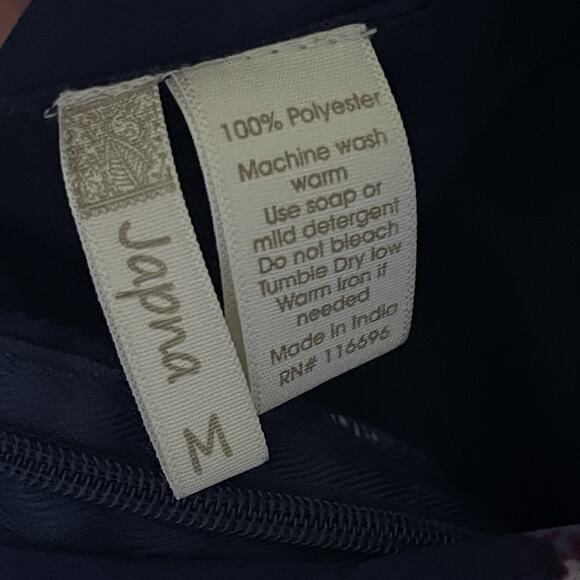 Japna
M
100% Polyester
Machine wash
warm
Use soap or
mild detergent
Do not bleach
Tumble Dry low
Warm Iron if
needed
Made in India
RN# 116696